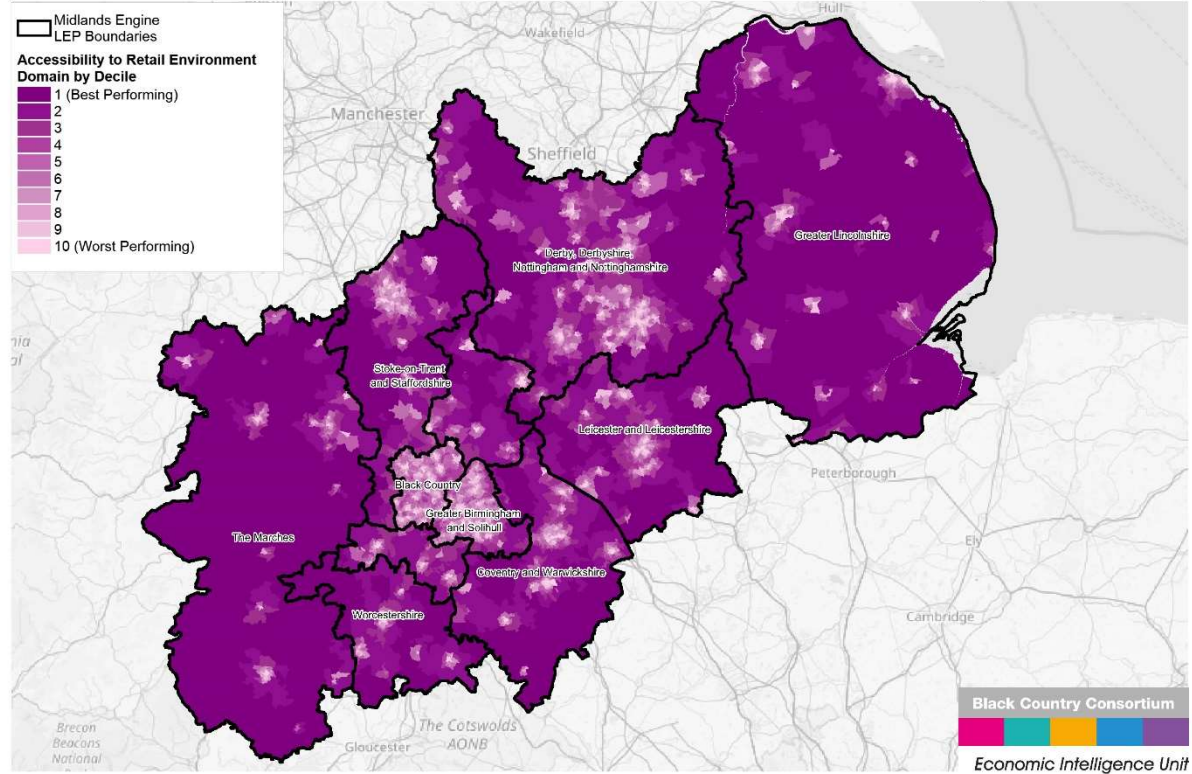 Midlands Engine
LEP Boundaries
Accessibility to Retail Environment
Domain by Decile
1 (Best Performing)
2
3
4
5
6
7
8
9
10 (Worst Performing)
Hull
Wakefield
Manchester
Sheffield
Greater Lincolnshire
Derby, Derbyshire,
Nottingham and Nottinghamshire
Stoke-on-Trent
and Staffordshire
Leicester and Leicestershire
Peterborough
Black Country
Greater Birmingham
and Solihull
The Marches
Ely
Coventry and Warwickshire
Worcestershire
Cambridge
The Cotswolds
AONB
Gloucester
Brecon
Beacons
National
Black Country Consortium
Economic Intelligence Unit